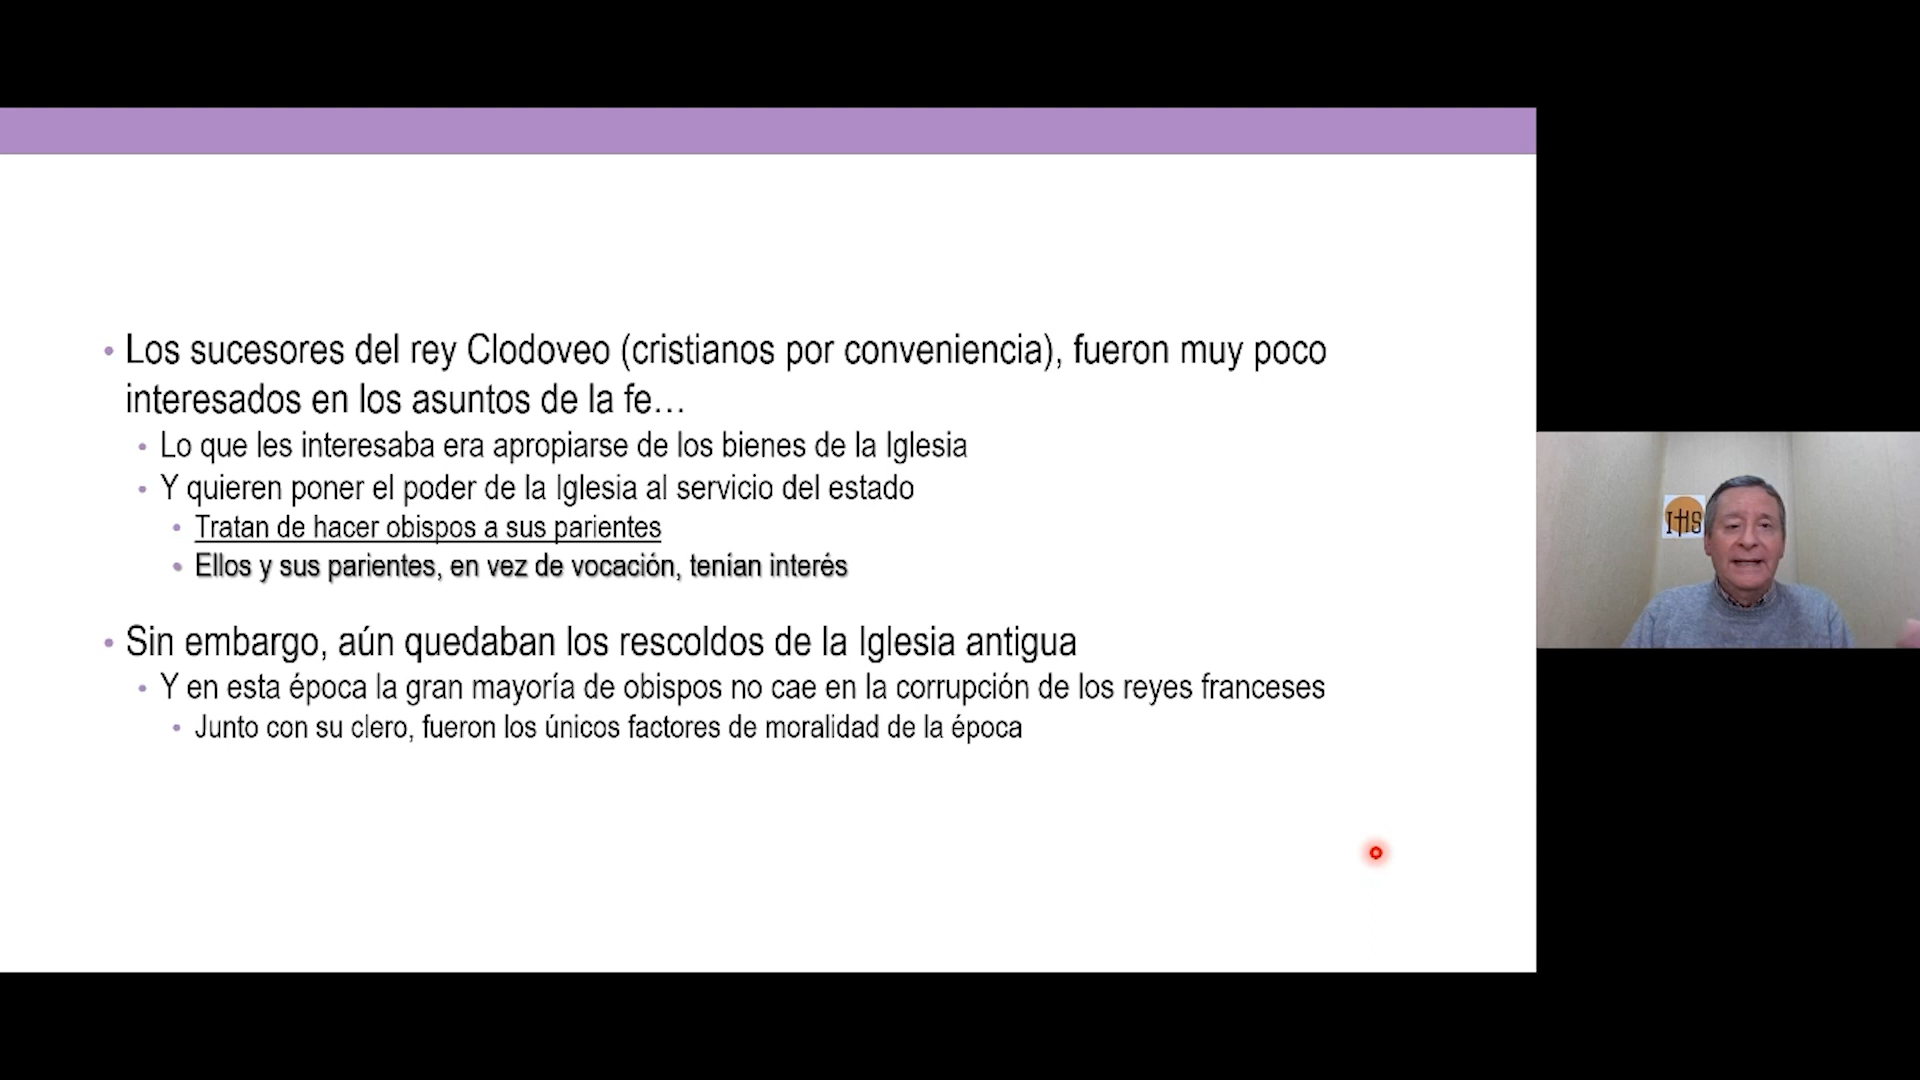 • Los sucesores del rey Clodoveo (cristianos por conveniencia), fueron muy poco
interesados en los asuntos de la fe…
• Lo que les interesaba era apropiarse de los bienes de la Iglesia
• Y quieren poner el poder de la Iglesia al servicio del estado
• Tratan de hacer obispos a sus parientes
• Ellos y sus parientes, en vez de vocación, tenían interés
• Sin embargo, aún quedaban los rescoldos de la Iglesia antigua
• Y en esta época la gran mayoría de obispos no cae en la corrupción de los reyes franceses
• Junto con su clero, fueron los únicos factores de moralidad de la época
IHS